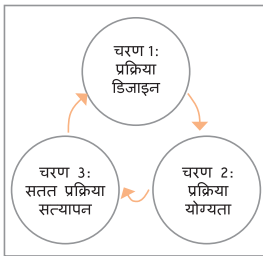 चरण 1:
प्रक्रिया
डिजाइन
चरण 2:
प्रक्रिया
योग्यता
चरण 3:
सतत प्रक्रिया
सत्यापन